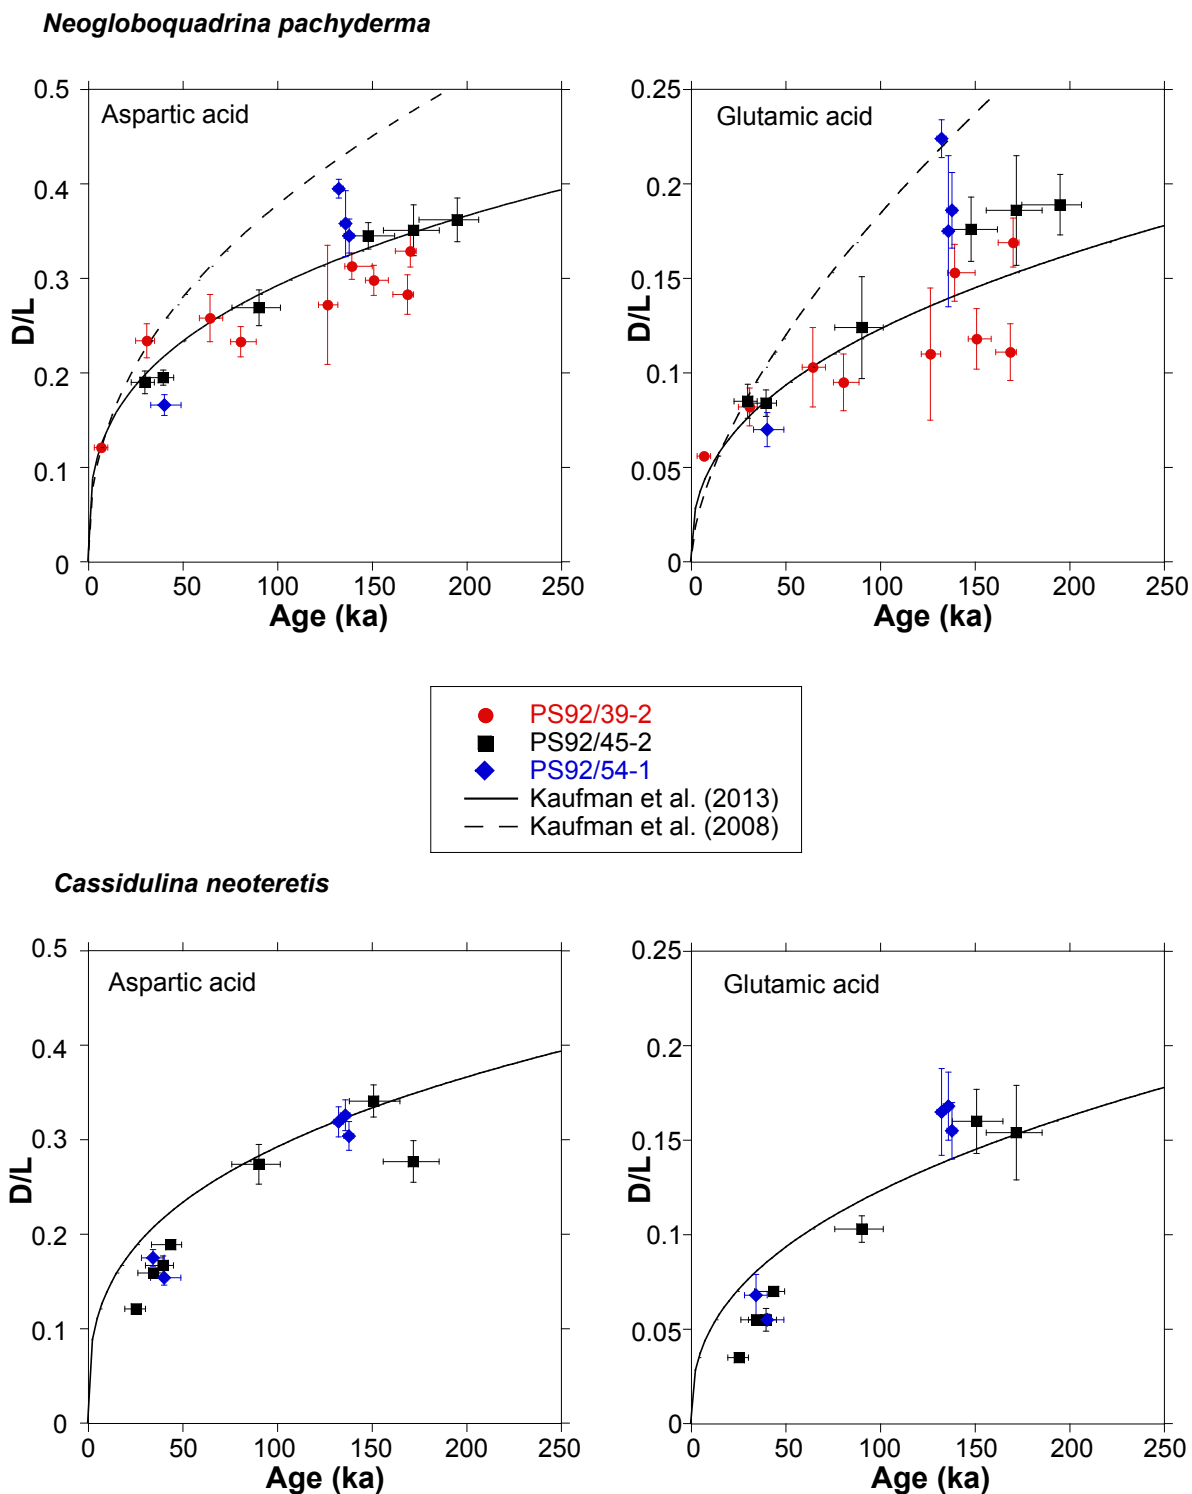 Neogloboquadrina pachyderma
Aspartic acid
0.5
0.4
0.3
0.2
0.1
0
D/L
0 50 100 150 200 250
Age (ka)
Glutamic acid
0.25
0.2
0.15
0.1
0.05
0
D/L
0 50 100 150 200 250
Age (ka)
PS92/39-2
PS92/45-2
PS92/54-1
Kaufman et al. (2013)
Kaufman et al. (2008)
Cassidulina neoteretis
Aspartic acid
0.5
0.4
0.3
0.2
0.1
0
D/L
0 50 100 150 200 250
Age (ka)
Glutamic acid
0.25
0.2
0.15
0.1
0.05
0
D/L
0 50 100 150 200 250
Age (ka)